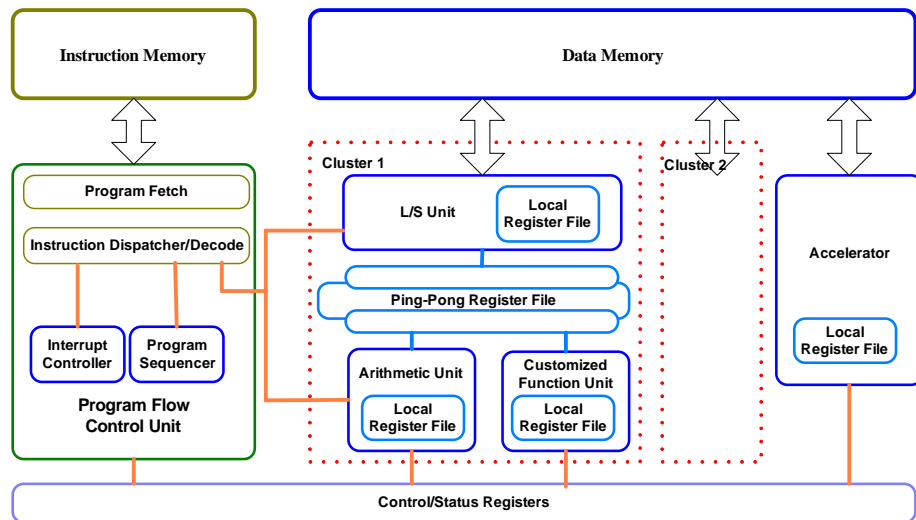 Instruction Memory
Data Memory
Program Fetch
Instruction Dispatcher/Decode
Interrupt
Controller
Program
Sequencer
Program Flow
Control Unit
Cluster 1
L/S Unit
Local
Register File
Ping-Pong Register File
Arithmetic Unit
Local
Register File
Customized
Function Unit
Local
Register File
Cluster 2
Accelerator
Local
Register File
Control/Status Registers